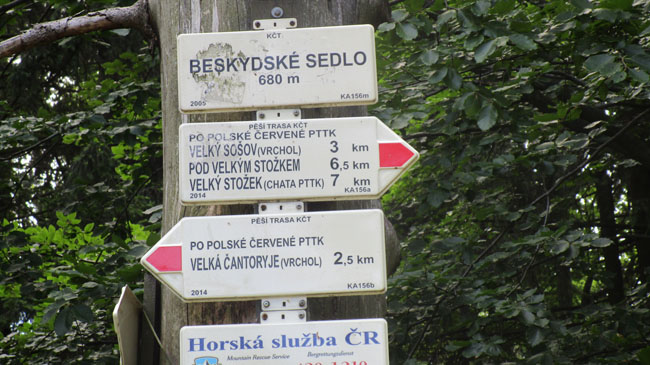 KČT.
BESKYDSKÉ SEDLO
680 m
2005 KA156m
PĚŠÍ TRASA KČT
PO POLSKÉ ČERVENÉ PTTK
VELKÝ SOŠOV (VRCHOL) 3 KM
POD VELKÝM STOŽKEM 6,5 km
VELKÝ STOŽEK (CHATA PTTK) 7 km
2014 KA156a
PĚŠÍ TRASA KČT
PO POLSKÉ ČERVENÉ PTTK
VELKÁ ČANTORYJE (VRCHOL) 2,5 KM
2014 KA156b
Horská služba ČR
Mountain Rescue Service Bergrettungsdienst